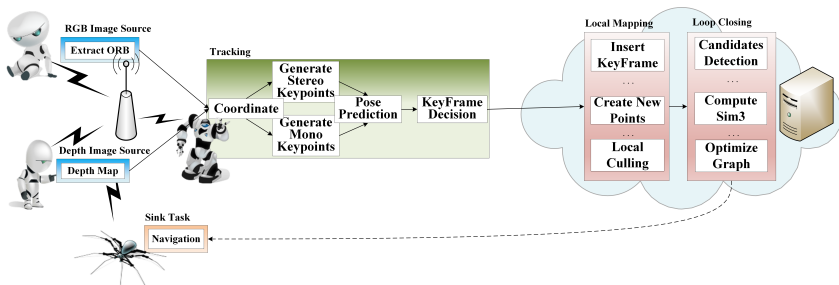 RGB Image Source
Extract ORB
Depth Image Source
Depth Map
Sink Task
Navigation
Tracking
Coordinate
Generate
Stereo
Keypoints
Generate
Mono
Keypoints
Pose
Prediction
KeyFrame
Decision
Local Mapping
Insert
KeyFrame
...
Create New
Points
...
Local
Culling
Loop Closing
Candidates
Detection
...
Compute
Sim3
...
Optimize
Graph